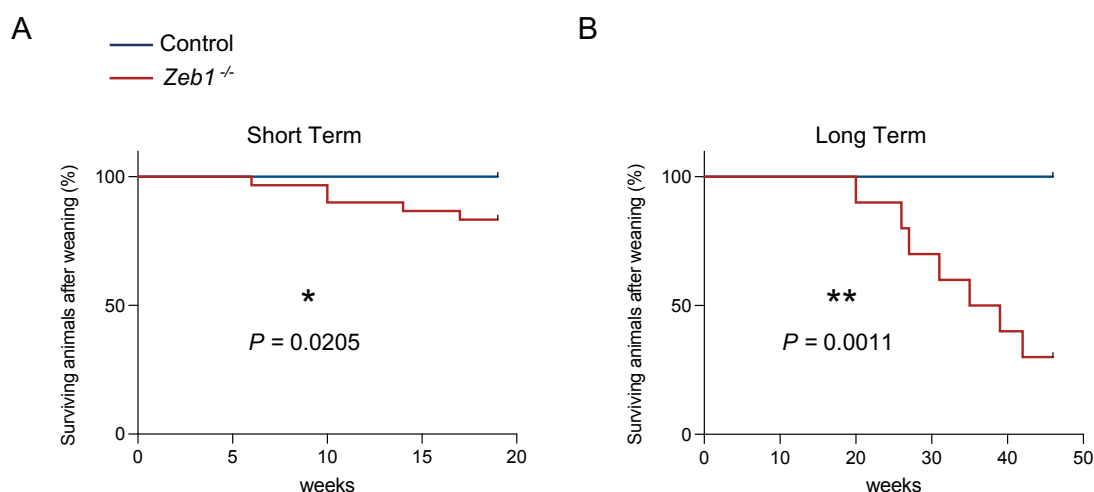 A
B
Control
Zeb1 -/-
Short Term
Surviving animals after weaning (%)
100
50
0
*
P = 0.0205
0 5 10 15 20
weeks
Long Term
Surviving animals after weaning (%)
100
50
0
**
P = 0.0011
0 10 20 30 40 50
weeks